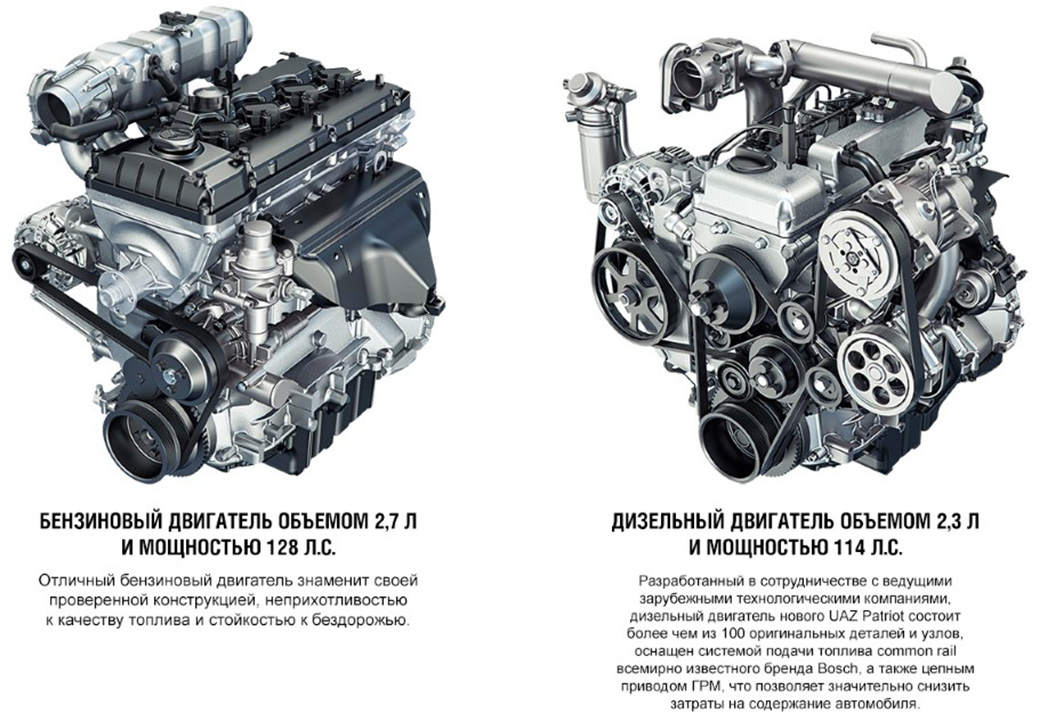 БЕНЗИНОВЫЙ ДВИГАТЕЛЬ ОБЪЕМОМ 2,7 Л
И МОЩНОСТЬЮ 128 Л.С.
Отличный бензиновый двигатель знаменит своей
проверенной конструкцией, неприхотливостью
к качеству топлива и стойкостью к бездорожью.
ДИЗЕЛЬНЫЙ ДВИГАТЕЛЬ ОБЪЕМОМ 2,3 Л
И МОЩНОСТЬЮ 114 Л.С.
Разработанный в сотрудничестве с ведущими
зарубежными технологическими компаниями,
дизельный двигатель нового UAZ Patriot состоит
более чем из 100 оригинальных деталей и узлов,
оснащен системой подачи топлива common rail
всемирно известного бренда Bosch, а также цепным
приводом ГРМ, что позволяет значительно снизить
затраты на содержание автомобиля.